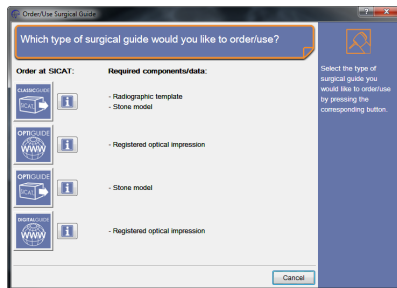 Order/Use Surgical Guide
Which type of surgical guide would you like to order/use?
Order at SICAT:
Required components/data:
CLASSICGUIDE
SICAT
- Radiographic template
- Stone model
OPTIGUIDE
WWW
- Registered optical impression
OPTIGUIDE
SICAT
- Stone model
DIGITALGUIDE
WWW
- Registered optical impression
Select the type of
surgical guide you
would like to order/use
by pressing the
corresponding button.
Cancel